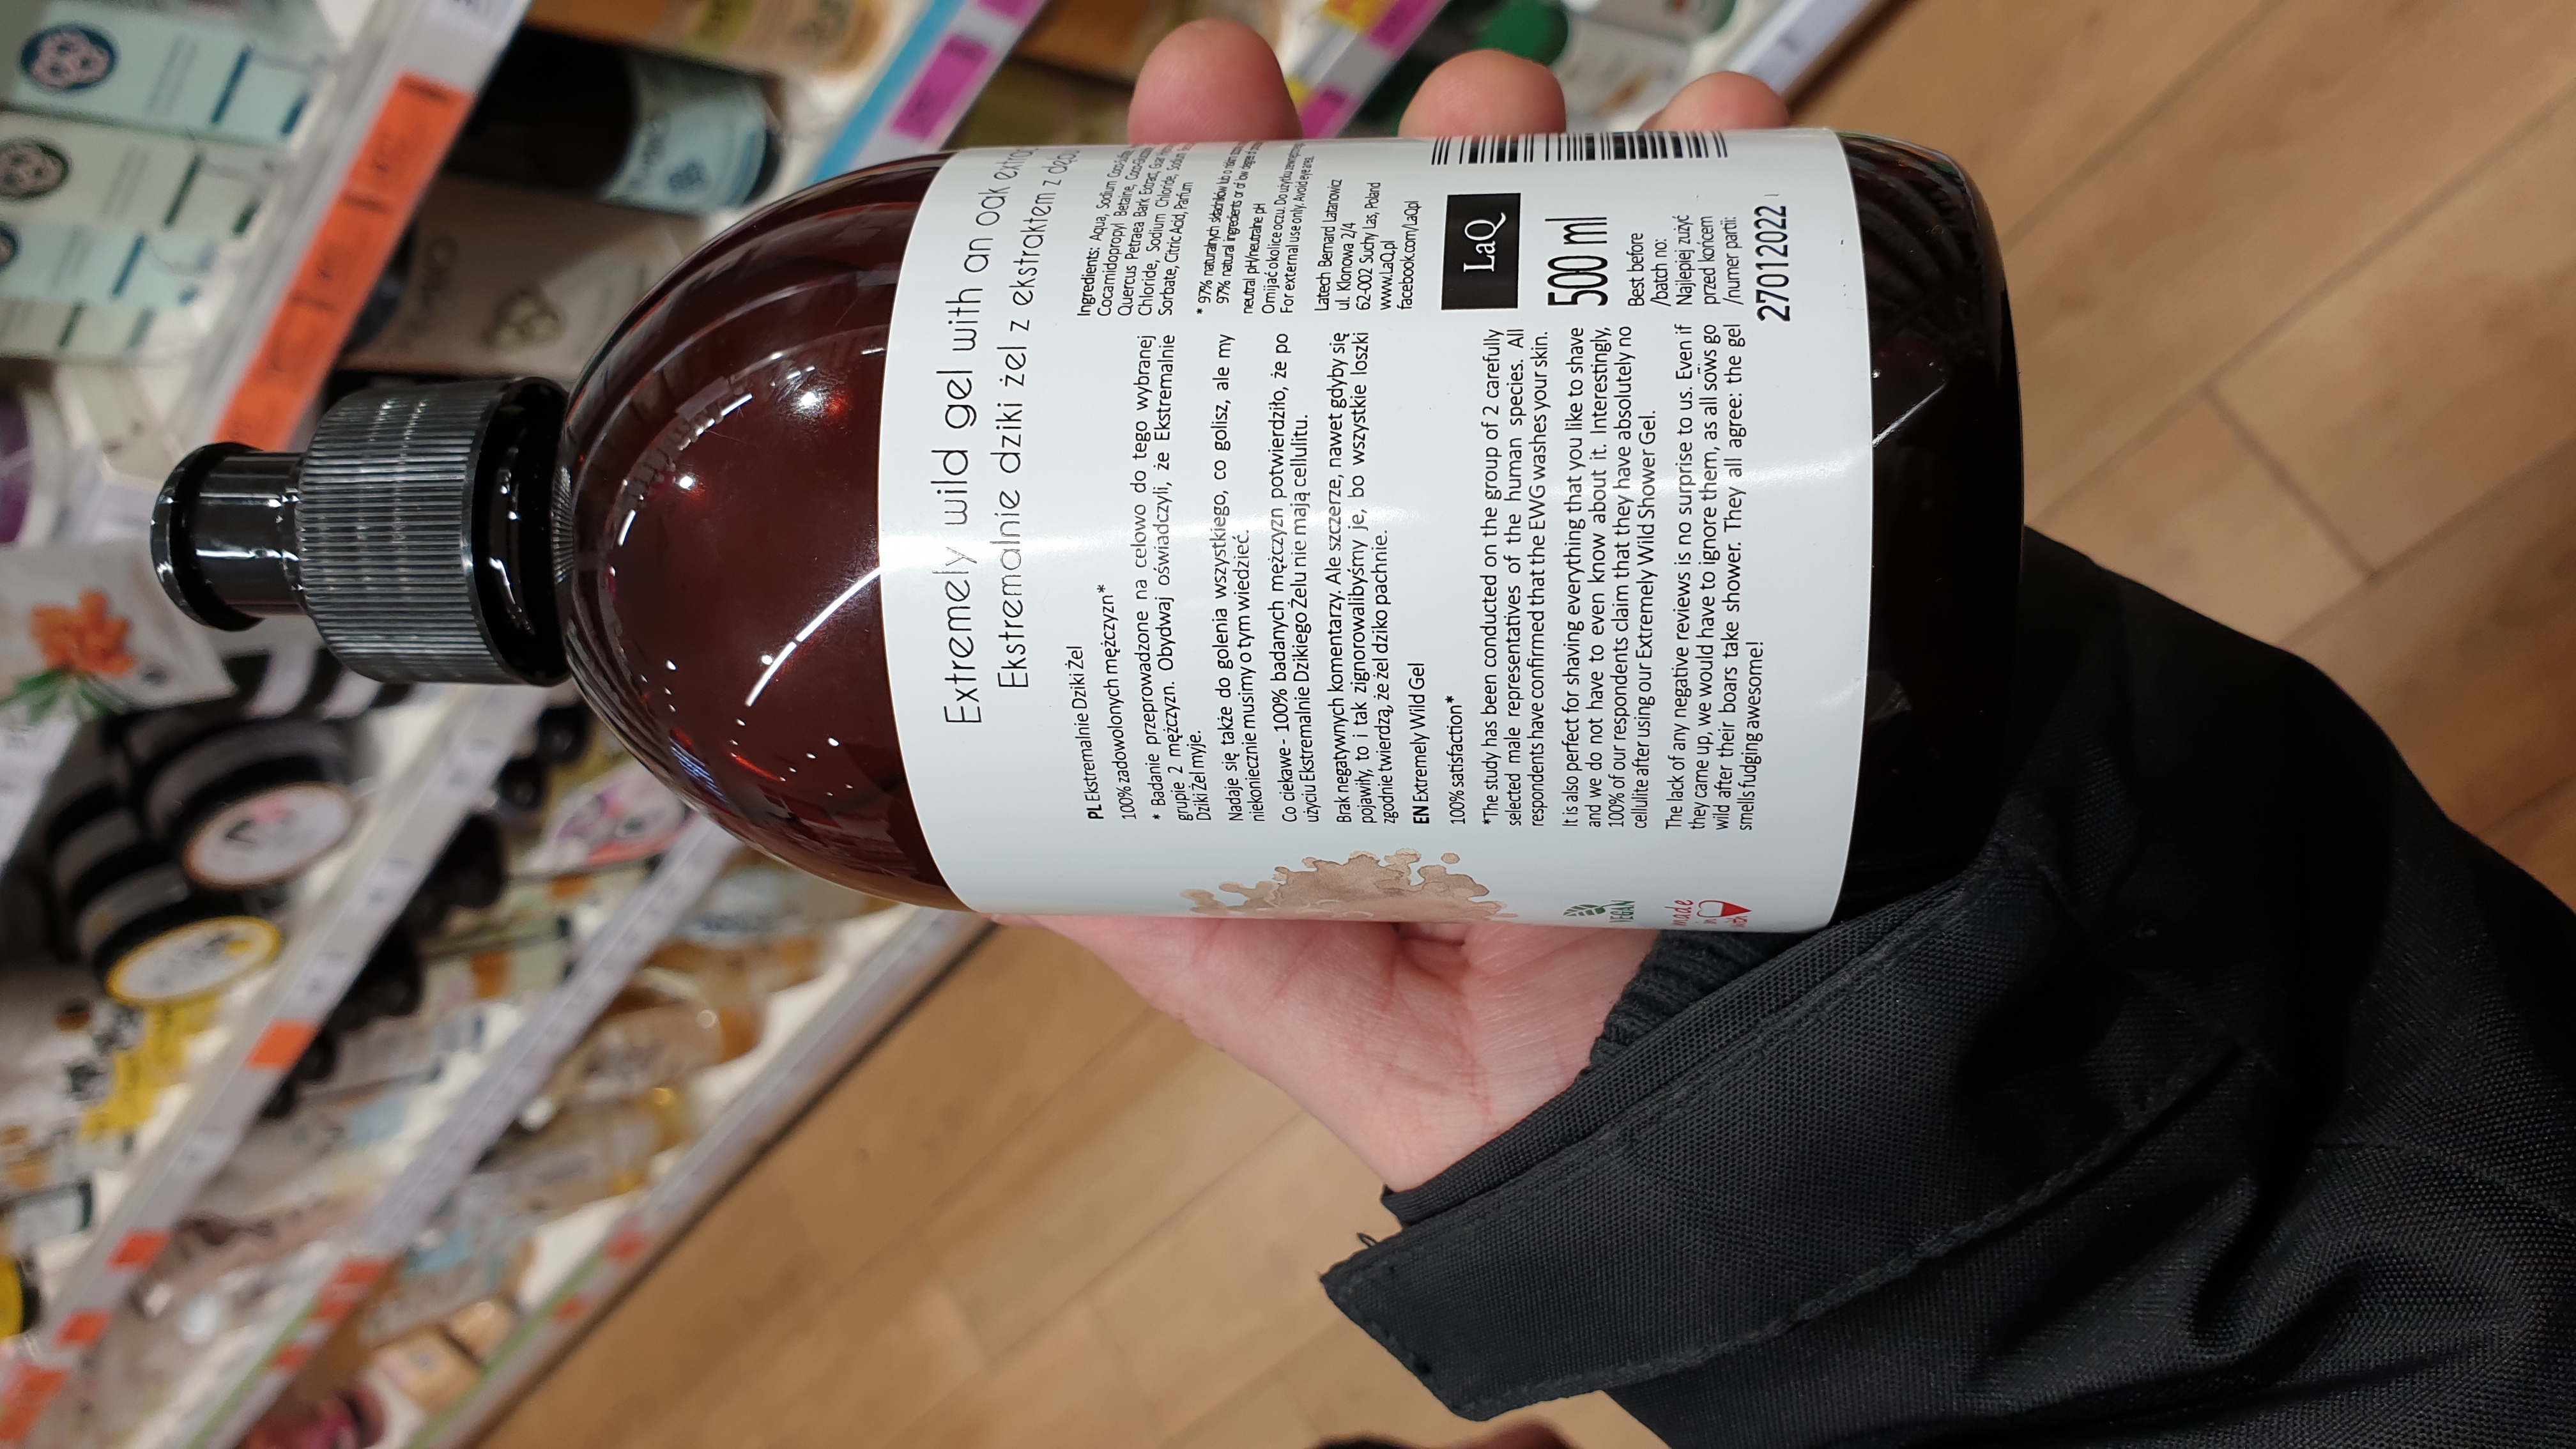 Extremely wild gel with an oak
Ekstremalnie dziki żel z ekstraktem z
PL Ekstremalnie Dziki Żel
100% zadowolonych mężczyzn*
* Badanie przeprowadzone na celowo do tego wybranej
grupie 2 mężczyzn. Obydwaj oświadczyli, że Ekstremalnie
Dziki Żel myje.
Nadaje się także do golenia wszystkiego, co golisz, ale my
niekoniecznie musimy o tym wiedzieć.
Co ciekawe - 100% badanych mężczyzn potwierdziło, że po
użyciu Ekstremalnie Dzikiego Żelu nie mają cellulitu.
Brak negatywnych komentarzy. Ale szczerze, nawet gdyby się
pojawiły, to i tak zignorowalibyśmy je, bo wszystkie loszki
zgodnie twierdzą, że żel dziko pachnie.
EN Extremely Wild Gel
100% satisfaction*
*The study has been conducted on the group of 2 carefully
selected male representatives of the human species. All
respondents have confirmed that the EWG washes your skin.
It is also perfect for shaving everything that you like to have
and we do not have to even know about it. Interestingly,
100% of our respondents claim that they have absolutely no
cellulite after using our Extremely Wild Shower Gel.
The lack of any negative reviews is no surprise to us. Even if
they came up, we would have to ignore them, as all sows go
wild after their boars take shower. They all agree: the gel
smells fudging awesome!
Ingredients: Aqua, Sodium
Cocamidopropyl Betaine,
Quercus Petraea Bark Extract,
Chloride, Sodium Chloride,
Sorbate, Citric Acid, Parfum
* 97% naturalnych składników lub o
97% natural ingredients or of low degree
neutral pH/neutralne pH
Omijać okolice oczu. Do użytku
For external use only. Avoid eye area.
Latech Bernard Latanowicz
ul. Klonowa 2/4
62-002 Suchy Las, Poland
www.LaQ.pl
facebook.com/LaQpl
LaQ
500 ml
Best before
/batch no:
Najlepiej zużyć
przed końcem
/numer partii:
27012022
VEGAN
made
in
with